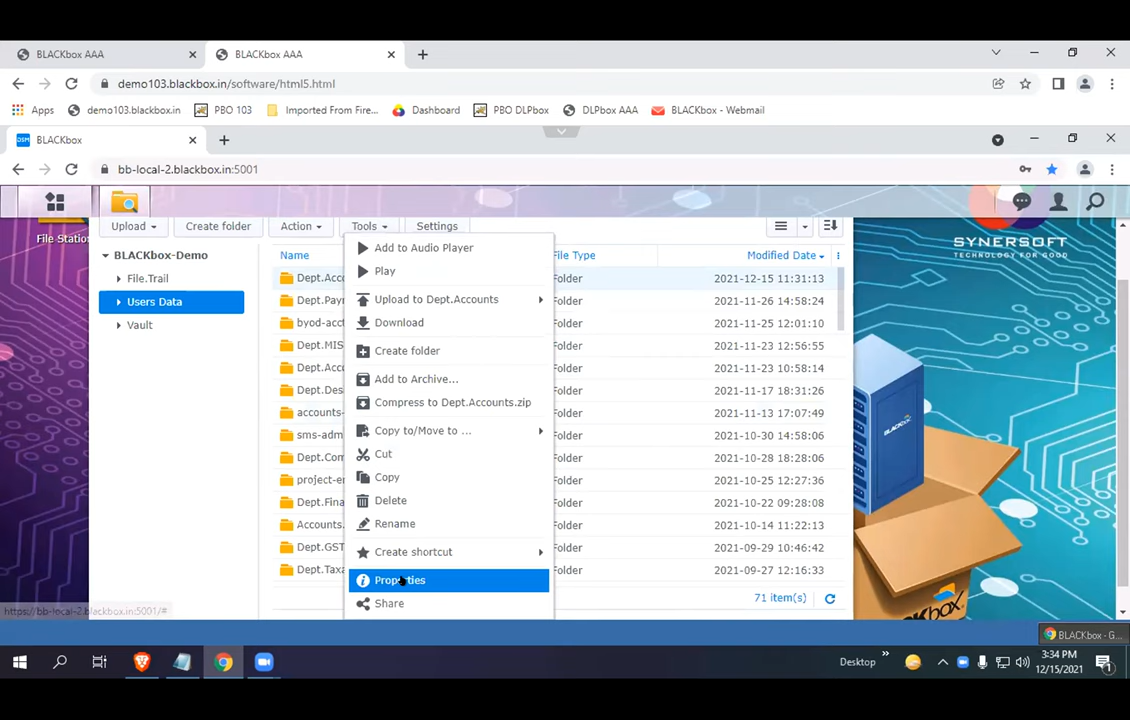 BLACKbox AAA
BLACKbox AAA
demo103.blackbox.in/software/html5.html
Apps demo103.blackbox.in PBO 103 Imported From Fire... Dashboard PBO DLPbox DLPbox AAA BLACKbox - Webmail
DSM BLACKbox
bb-local-2.blackbox.in:5001
File Station
Upload Create folder Action Tools Settings
SYNERSOFT
TECHNOLOGY FOR GOOD
BLACKbox-Demo
File.Trail
Users Data
Vault
Name File Type Modified Date
Dept.Acco Folder 2021-12-15 11:31:13
Dept.Payr Folder 2021-11-26 14:58:24
byod-acct Folder 2021-11-25 12:01:10
Dept.MIS Folder 2021-11-23 12:56:55
Dept.Acc Folder 2021-11-23 10:58:14
Dept.Des Folder 2021-11-17 18:31:26
accounts- Folder 2021-11-13 17:07:49
sms-adm Folder 2021-10-30 14:58:06
Dept.Com Folder 2021-10-28 18:28:06
project-en Folder 2021-10-25 12:27:36
Dept.Fina Folder 2021-10-22 09:28:08
Accounts. Folder 2021-10-14 11:22:13
Dept.GST Folder 2021-09-29 10:46:42
Dept.Taxa Folder 2021-09-27 12:16:33
71 item(s)
Add to Audio Player
Play
Upload to Dept.Accounts
Download
Create folder
Add to Archive...
Compress to Dept.Accounts.zip
Copy to/Move to ...
Cut
Copy
Delete
Rename
Create shortcut
Properties
Share
BLACKbox
https://bb-local-2.blackbox.in:5001/#
BLACKbox - G...
Desktop
3:34 PM
12/15/2021
1